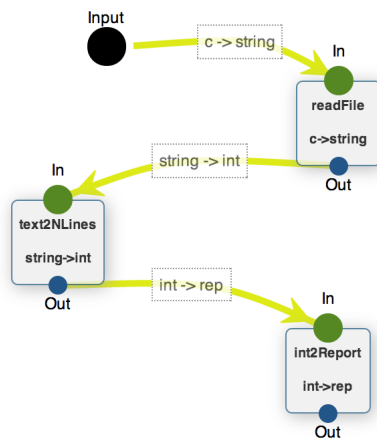 Input
c -> string
In
readFile
c->string
Out
string -> int
In
text2NLines
string->int
Out
int -> rep
In
int2Report
int->rep
Out